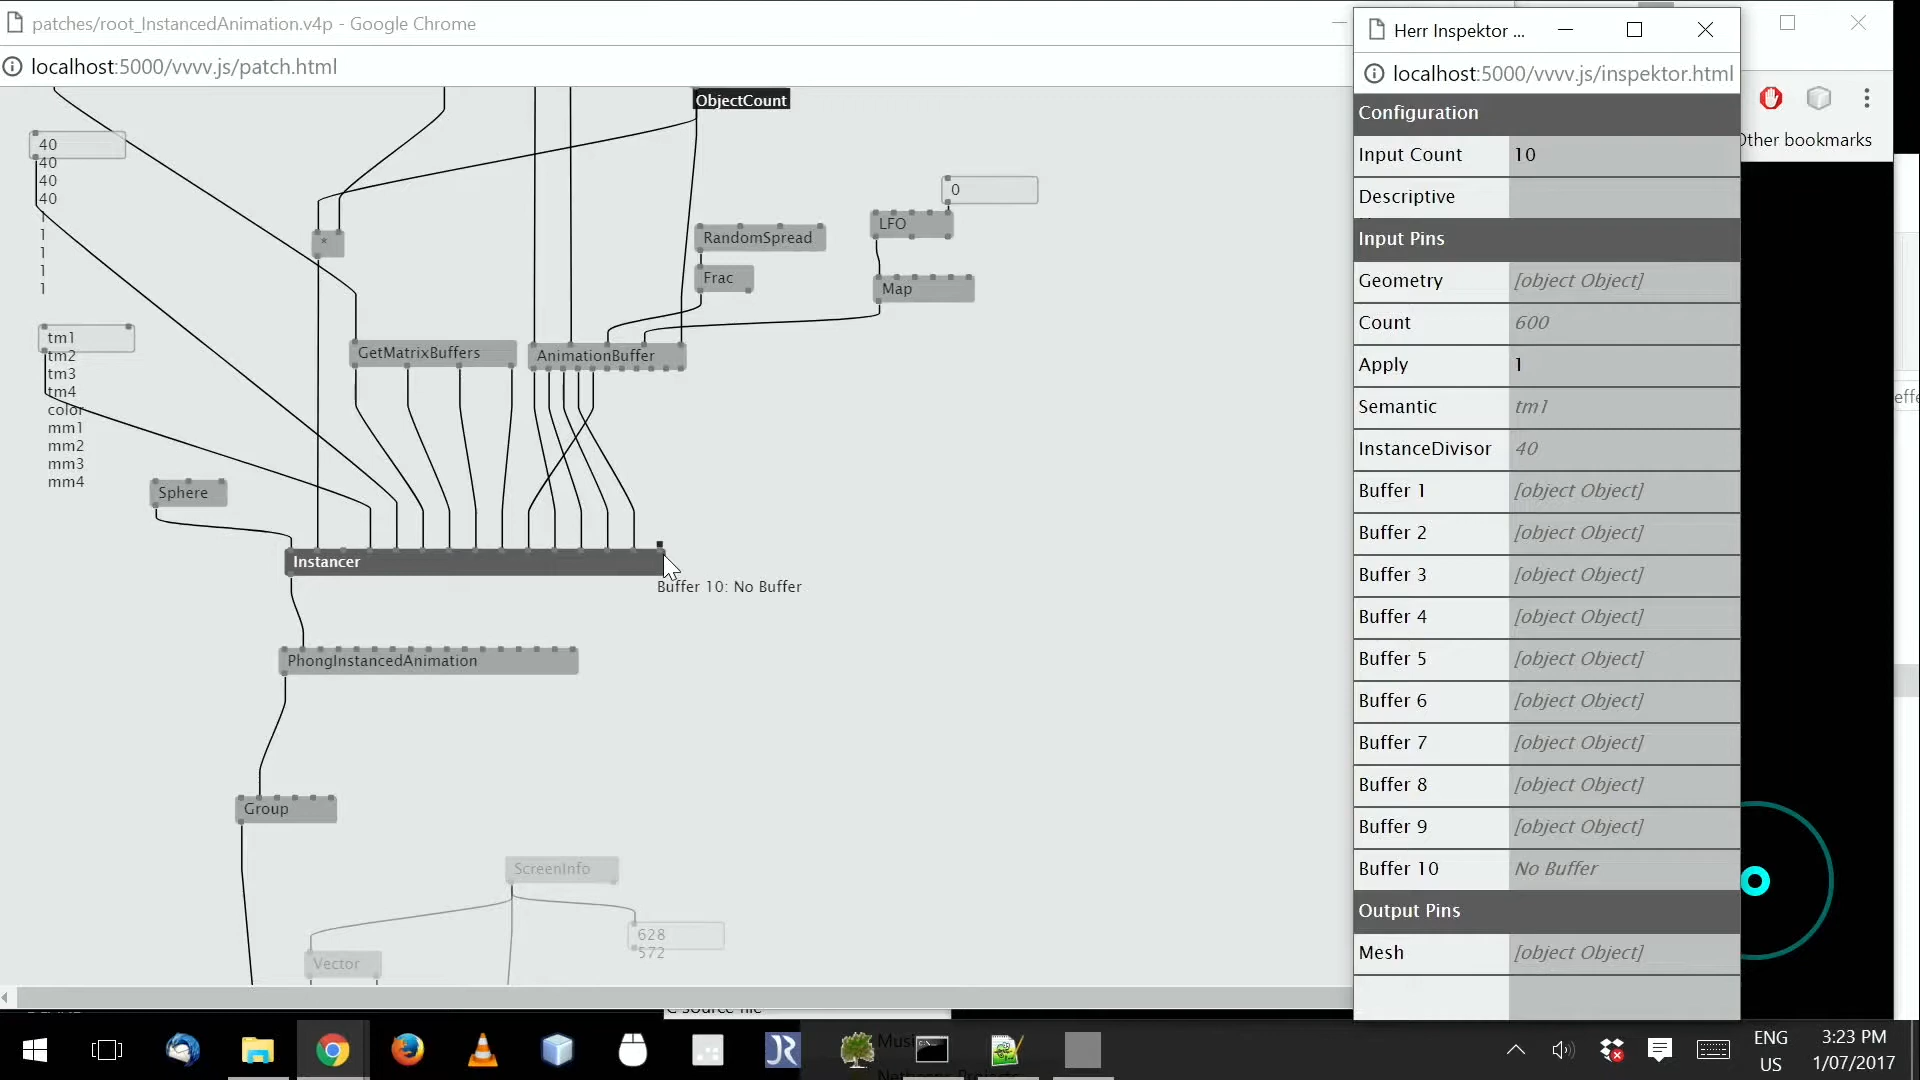 patches/root_InstancedAnimation.v4p - Google Chrome
localhost:5000/vvvv.js/patch.html
ObjectCount
40
40
40
40
1
1
1
1
1
*
0
RandomSpread
LFO
Frac
Map
tm1
tm2
tm3
tm4
color
mm1
mm2
mm3
mm4
GetMatrixBuffers
AnimationBuffer
Sphere
Instancer
Buffer 10: No Buffer
PhongInstancedAnimation
Group
ScreenInfo
628
572
Vector
Herr Inspektor ...
localhost:5000/vvvv.js/inspektor.html
Configuration
Input Count 10
Descriptive
Input Pins
Geometry [object Object]
Count 600
Apply 1
Semantic tm1
InstanceDivisor 40
Buffer 1 [object Object]
Buffer 2 [object Object]
Buffer 3 [object Object]
Buffer 4 [object Object]
Buffer 5 [object Object]
Buffer 6 [object Object]
Buffer 7 [object Object]
Buffer 8 [object Object]
Buffer 9 [object Object]
Buffer 10 No Buffer
Output Pins
Mesh [object Object]
Other bookmarks
ENG
US
3:23 PM
1/07/2017